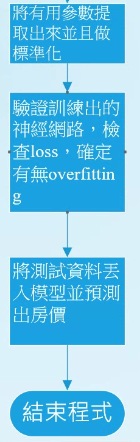 將有用參數提
取出來並且做
標準化
驗證訓練出的
神經網路，檢
查loss，確定
有無overfittin
g
將測試資料丟
入模型並預測
出房價
結束程式